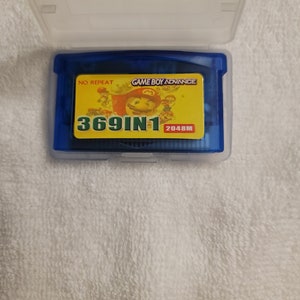 NO REPEAT
GAME BOY ADVANCE
369IN1
2048M